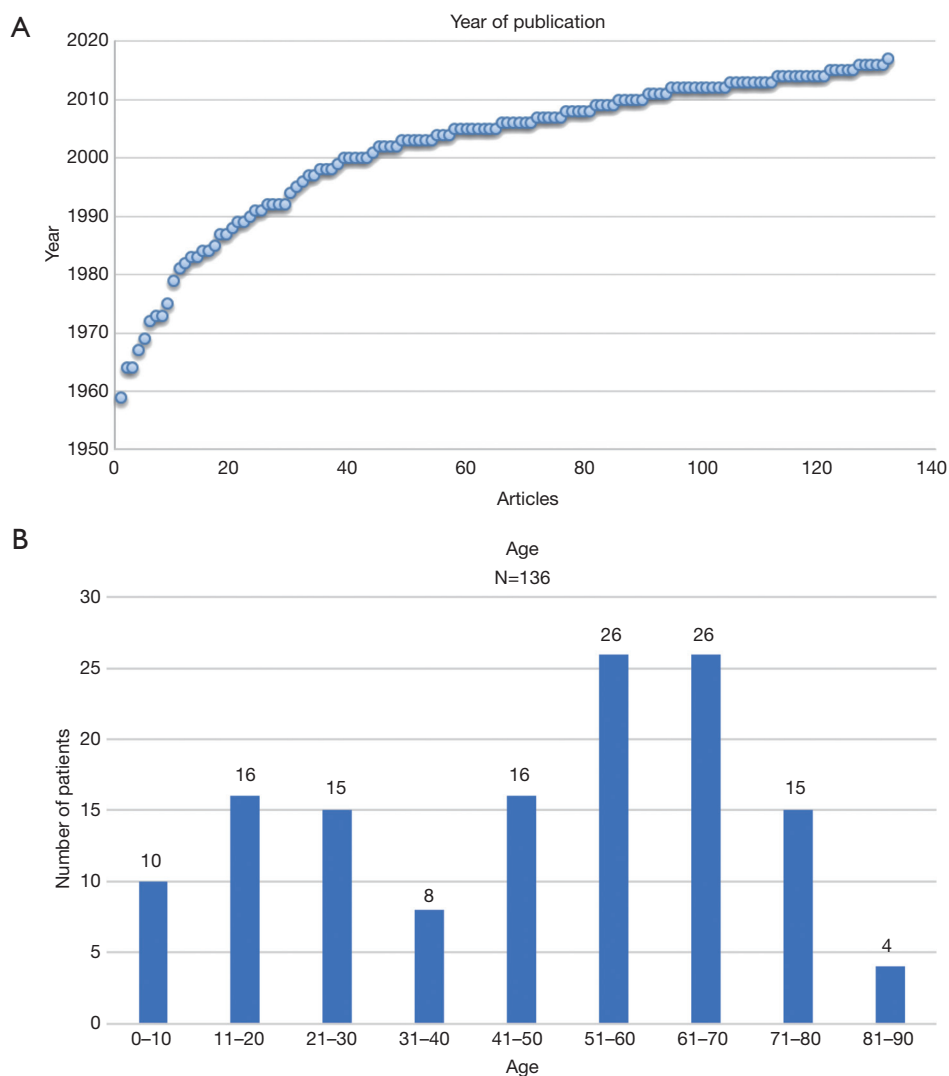 A
Year of publication
2020
2010
2000
1990
1980
1970
1960
1950
Year
0 20 40 60 80 100 120 140
Articles
B
Age
N=136
30
25
20
15
10
5
0
Number of patients
10 16 15 8 16 26 26 15 4
0–10 11–20 21–30 31–40 41–50 51–60 61–70 71–80 81–90
Age